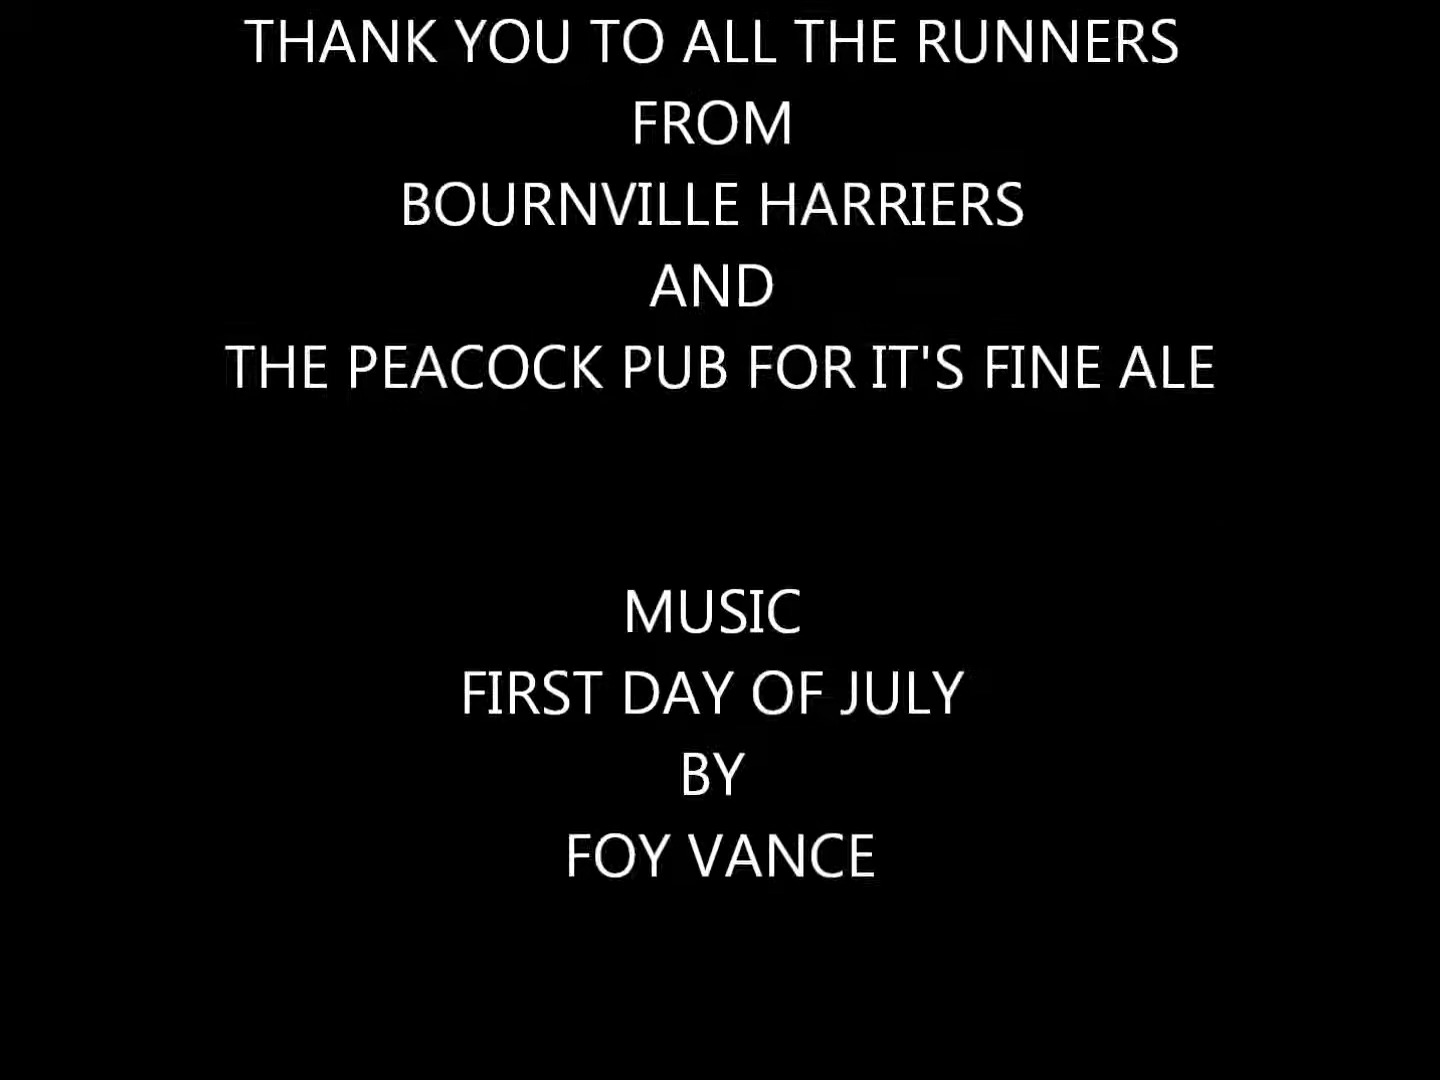 THANK YOU TO ALL THE RUNNERS
FROM
BOURNVILLE HARRIERS
AND
THE PEACOCK PUB FOR IT'S FINE ALE
MUSIC
FIRST DAY OF JULY
BY
FOY VANCE